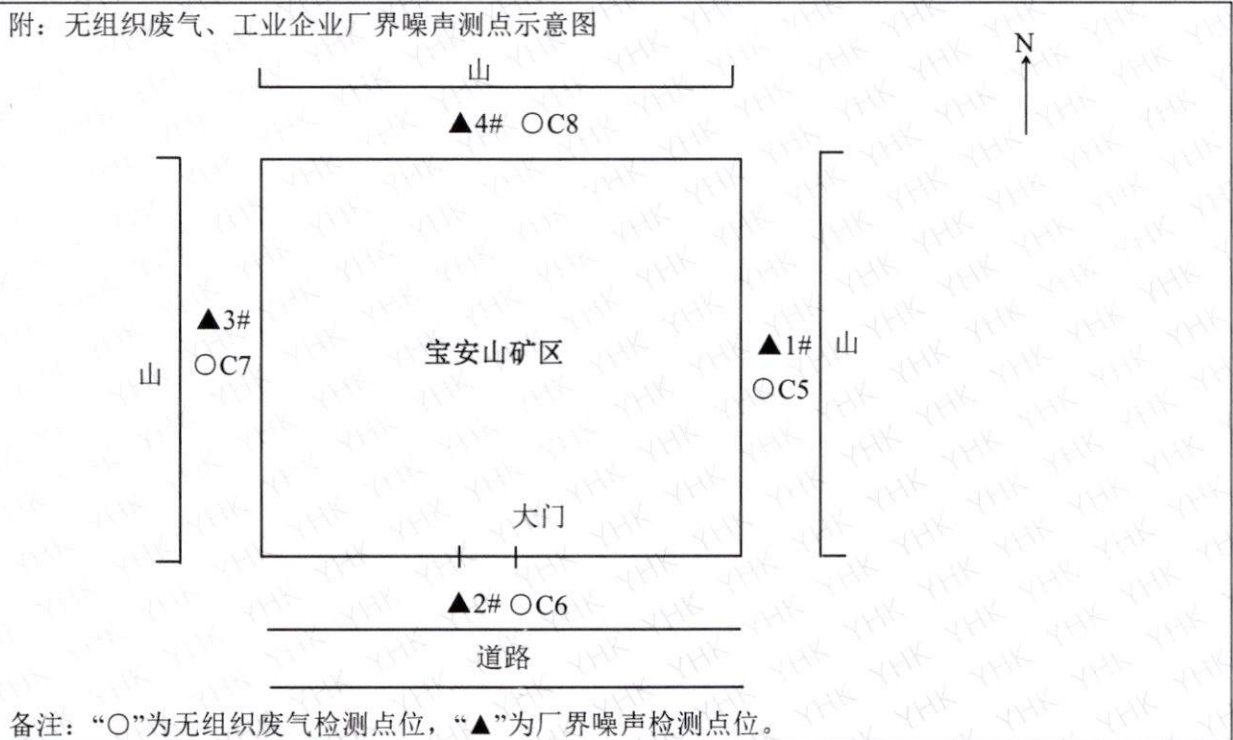 附：无组织废气、工业企业厂界噪声测点示意图
N
山
▲4# ○C8
▲3#
○C7
山
宝安山矿区
▲1#
○C5
山
大门
▲2# ○C6
道路
备注：“○”为无组织废气检测点位，“▲”为厂界噪声检测点位。
YHK